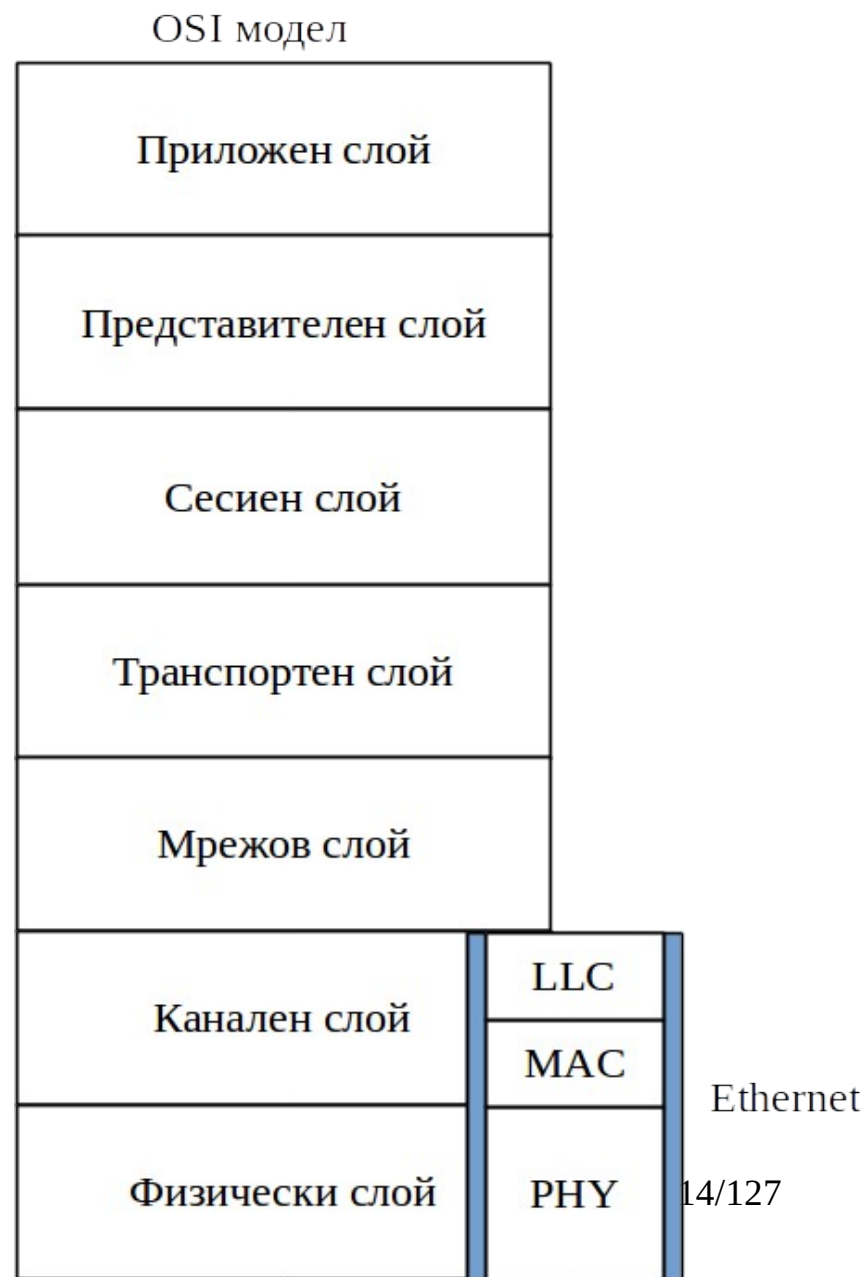 OSI модел
Приложен слой
Представителен слой
Сесиен слой
Транспортен слой
Мрежов слой
Канален слой
LLC
MAC
Ethernet
Физически слой
PHY
14/127